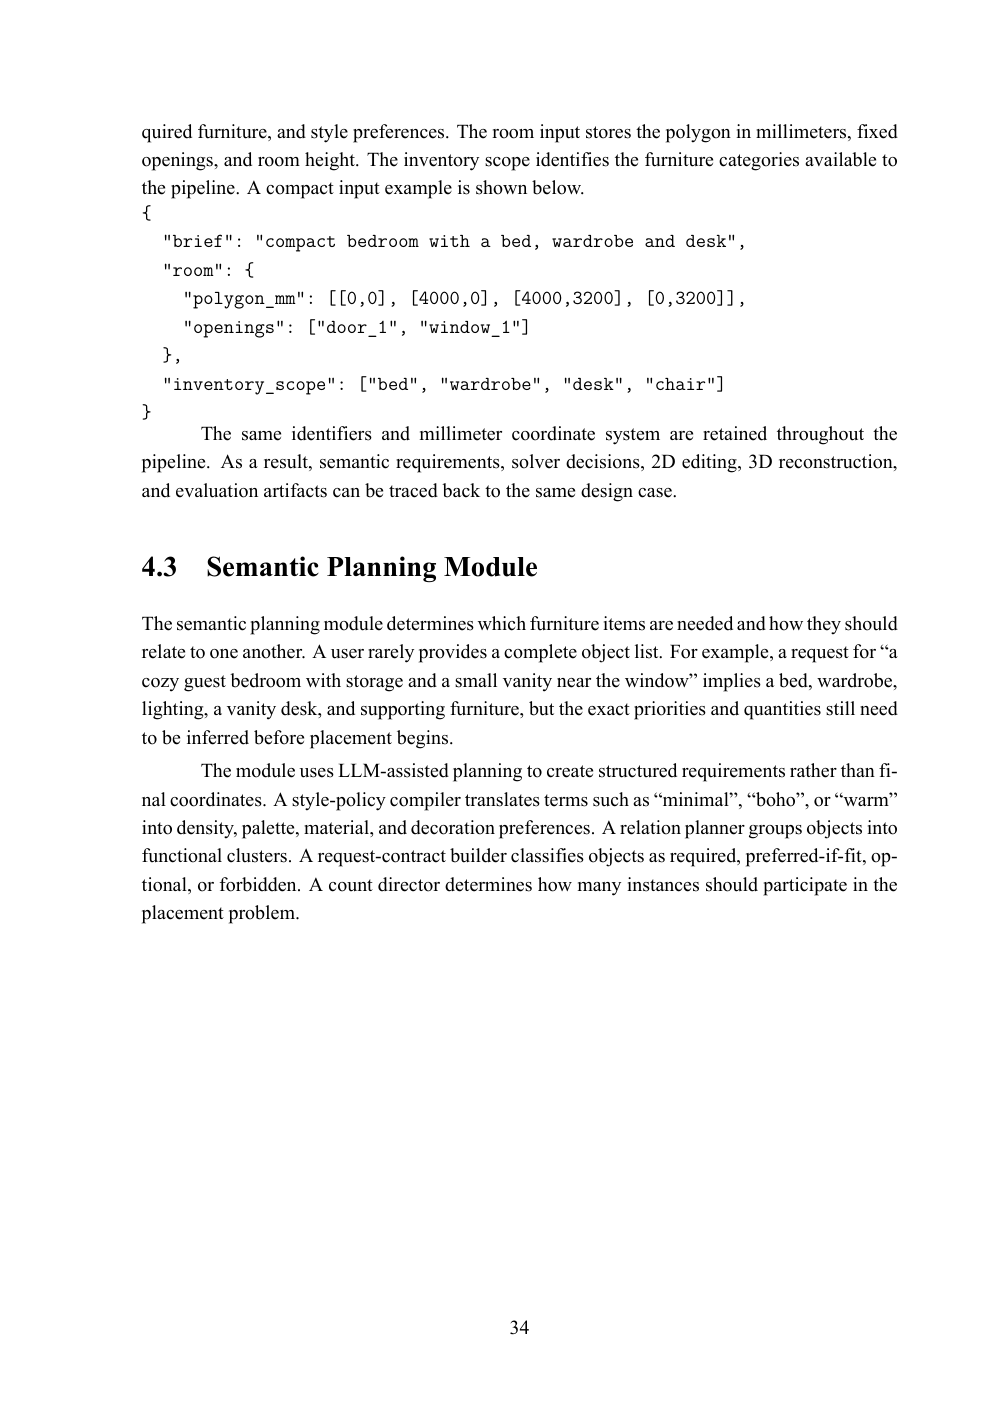 quired furniture, and style preferences. The room input stores the polygon in millimeters, fixed
openings, and room height. The inventory scope identifies the furniture categories available to
the pipeline. A compact input example is shown below.
{
  "brief": "compact bedroom with a bed, wardrobe and desk",
  "room": {
    "polygon_mm": [[0,0], [4000,0], [4000,3200], [0,3200]],
    "openings": ["door_1", "window_1"]
  },
  "inventory_scope": ["bed", "wardrobe", "desk", "chair"]
}
The same identifiers and millimeter coordinate system are retained throughout the
pipeline. As a result, semantic requirements, solver decisions, 2D editing, 3D reconstruction,
and evaluation artifacts can be traced back to the same design case.
4.3 Semantic Planning Module
The semantic planning module determines which furniture items are needed and how they should
relate to one another. A user rarely provides a complete object list. For example, a request for “a
cozy guest bedroom with storage and a small vanity near the window” implies a bed, wardrobe,
lighting, a vanity desk, and supporting furniture, but the exact priorities and quantities still need
to be inferred before placement begins.
The module uses LLM-assisted planning to create structured requirements rather than fi-
nal coordinates. A style-policy compiler translates terms such as “minimal”, “boho”, or “warm”
into density, palette, material, and decoration preferences. A relation planner groups objects into
functional clusters. A request-contract builder classifies objects as required, preferred-if-fit, op-
tional, or forbidden. A count director determines how many instances should participate in the
placement problem.
34